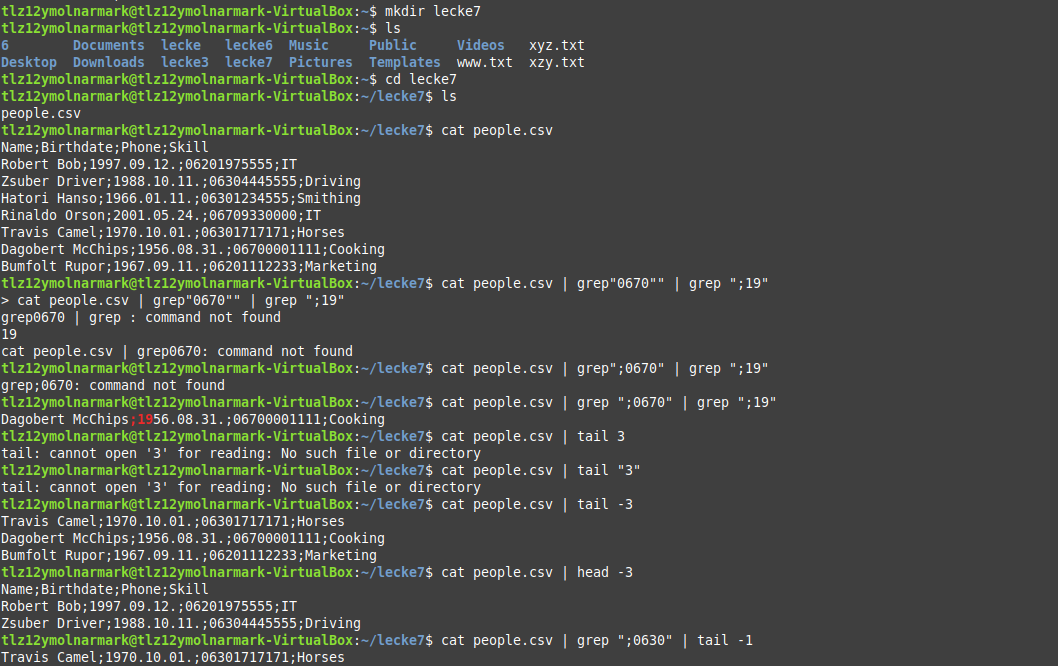 tlz12ymolnarmark@tlz12ymolnarmark-VirtualBox:~$ mkdir lecke7
tlz12ymolnarmark@tlz12ymolnarmark-VirtualBox:~$ ls
6        Documents  lecke   lecke6  Music     Public     Videos   xyz.txt
Desktop  Downloads  lecke3  lecke7  Pictures  Templates  www.txt  xzy.txt
tlz12ymolnarmark@tlz12ymolnarmark-VirtualBox:~$ cd lecke7
tlz12ymolnarmark@tlz12ymolnarmark-VirtualBox:~/lecke7$ ls
people.csv
tlz12ymolnarmark@tlz12ymolnarmark-VirtualBox:~/lecke7$ cat people.csv
Name;Birthdate;Phone;Skill
Robert Bob;1997.09.12.;06201975555;IT
Zsuber Driver;1988.10.11.;06304445555;Driving
Hatori Hanso;1966.01.11.;06301234555;Smithing
Rinaldo Orson;2001.05.24.;06709330000;IT
Travis Camel;1970.10.01.;06301717171;Horses
Dagobert McChips;1956.08.31.;06700001111;Cooking
Bumfolt Rupor;1967.09.11.;06201112233;Marketing
tlz12ymolnarmark@tlz12ymolnarmark-VirtualBox:~/lecke7$ cat people.csv | grep"0670"" | grep ";19"
> cat people.csv | grep"0670"" | grep ";19"
grep0670 | grep : command not found
19
cat people.csv | grep0670: command not found
tlz12ymolnarmark@tlz12ymolnarmark-VirtualBox:~/lecke7$ cat people.csv | grep";0670" | grep ";19"
grep;0670: command not found
tlz12ymolnarmark@tlz12ymolnarmark-VirtualBox:~/lecke7$ cat people.csv | grep ";0670" | grep ";19"
Dagobert McChips;1956.08.31.;06700001111;Cooking
tlz12ymolnarmark@tlz12ymolnarmark-VirtualBox:~/lecke7$ cat people.csv | tail 3
tail: cannot open '3' for reading: No such file or directory
tlz12ymolnarmark@tlz12ymolnarmark-VirtualBox:~/lecke7$ cat people.csv | tail "3"
tail: cannot open '3' for reading: No such file or directory
tlz12ymolnarmark@tlz12ymolnarmark-VirtualBox:~/lecke7$ cat people.csv | tail -3
Travis Camel;1970.10.01.;06301717171;Horses
Dagobert McChips;1956.08.31.;06700001111;Cooking
Bumfolt Rupor;1967.09.11.;06201112233;Marketing
tlz12ymolnarmark@tlz12ymolnarmark-VirtualBox:~/lecke7$ cat people.csv | head -3
Name;Birthdate;Phone;Skill
Robert Bob;1997.09.12.;06201975555;IT
Zsuber Driver;1988.10.11.;06304445555;Driving
tlz12ymolnarmark@tlz12ymolnarmark-VirtualBox:~/lecke7$ cat people.csv | grep ";0630" | tail -1
Travis Camel;1970.10.01.;06301717171;Horses